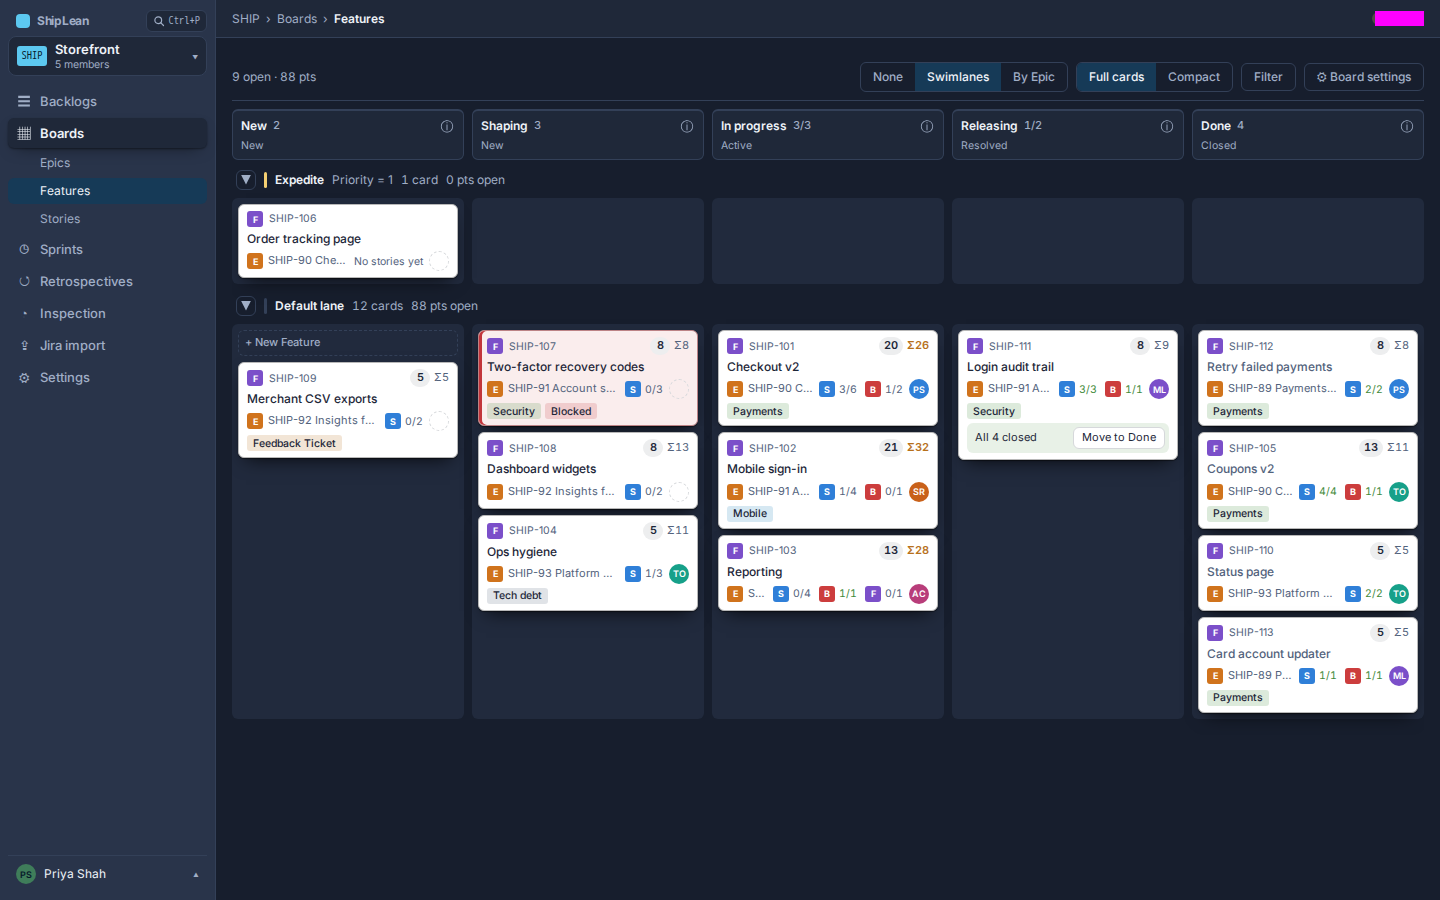 ShipLean
Ctrl+P
SHIP
Storefront
5 members
Backlogs
Boards
Epics
Features
Stories
Sprints
Retrospectives
Inspection
Jira import
Settings
PS Priya Shah
SHIP › Boards › Features
9 open · 88 pts
None Swimlanes By Epic Full cards Compact Filter Board settings
New 2
New
Shaping 3
New
In progress 3/3
Active
Releasing 1/2
Resolved
Done 4
Closed
Expedite Priority = 1 1 card 0 pts open
F SHIP-106
Order tracking page
E SHIP-90 Che... No stories yet
Default lane 12 cards 88 pts open
+ New Feature
F SHIP-109 5 Σ5
Merchant CSV exports
E SHIP-92 Insights f... S 0/2
Feedback Ticket
F SHIP-107 8 Σ8
Two-factor recovery codes
E SHIP-91 Account s... S 0/3
Security Blocked
F SHIP-108 8 Σ13
Dashboard widgets
E SHIP-92 Insights f... S 0/2
F SHIP-104 5 Σ11
Ops hygiene
E SHIP-93 Platform ... S 1/3 TO
Tech debt
F SHIP-101 20 Σ26
Checkout v2
E SHIP-90 C... S 3/6 B 1/2 PS
Payments
F SHIP-102 21 Σ32
Mobile sign-in
E SHIP-91 A... S 1/4 B 0/1 SR
Mobile
F SHIP-103 13 Σ28
Reporting
E S... S 0/4 B 1/1 F 0/1 AC
F SHIP-111 8 Σ9
Login audit trail
E SHIP-91 A... S 3/3 B 1/1 ML
Security
All 4 closed Move to Done
F SHIP-112 8 Σ8
Retry failed payments
E SHIP-89 Payments... S 2/2 PS
Payments
F SHIP-105 13 Σ11
Coupons v2
E SHIP-90 C... S 4/4 B 1/1 TO
Payments
F SHIP-110 5 Σ5
Status page
E SHIP-93 Platform ... S 2/2 TO
F SHIP-113 5 Σ5
Card account updater
E SHIP-89 P... S 1/1 B 1/1 ML
Payments